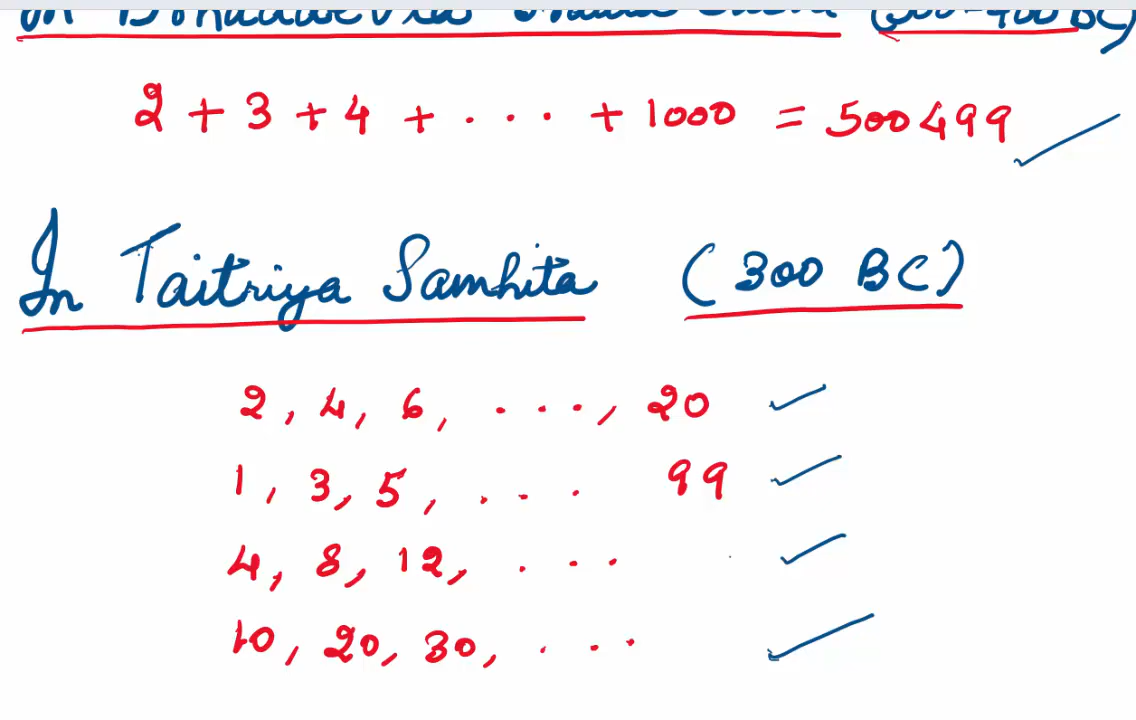 In
2 + 3 + 4 + ... + 1000 = 500499
In Taitriya Samhita (300 BC)
2, 4, 6, ..., 20
1, 3, 5, ... 99
4, 8, 12, ...
10, 20, 30, ...